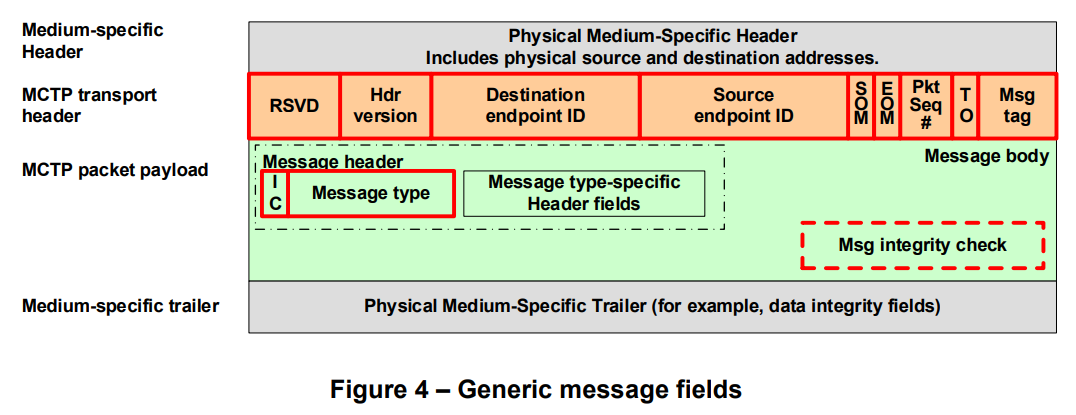 Medium-specific
Header
Physical Medium-Specific Header
Includes physical source and destination addresses.
MCTP transport
header
RSVD
Hdr
version
Destination
endpoint ID
Source
endpoint ID
S
O
M
E
O
M
Pkt
Seq
#
T
O
Msg
tag
MCTP packet payload
Message header
Message body
I
C
Message type
Message type-specific
Header fields
Msg integrity check
Medium-specific trailer
Physical Medium-Specific Trailer (for example, data integrity fields)
Figure 4 – Generic message fields